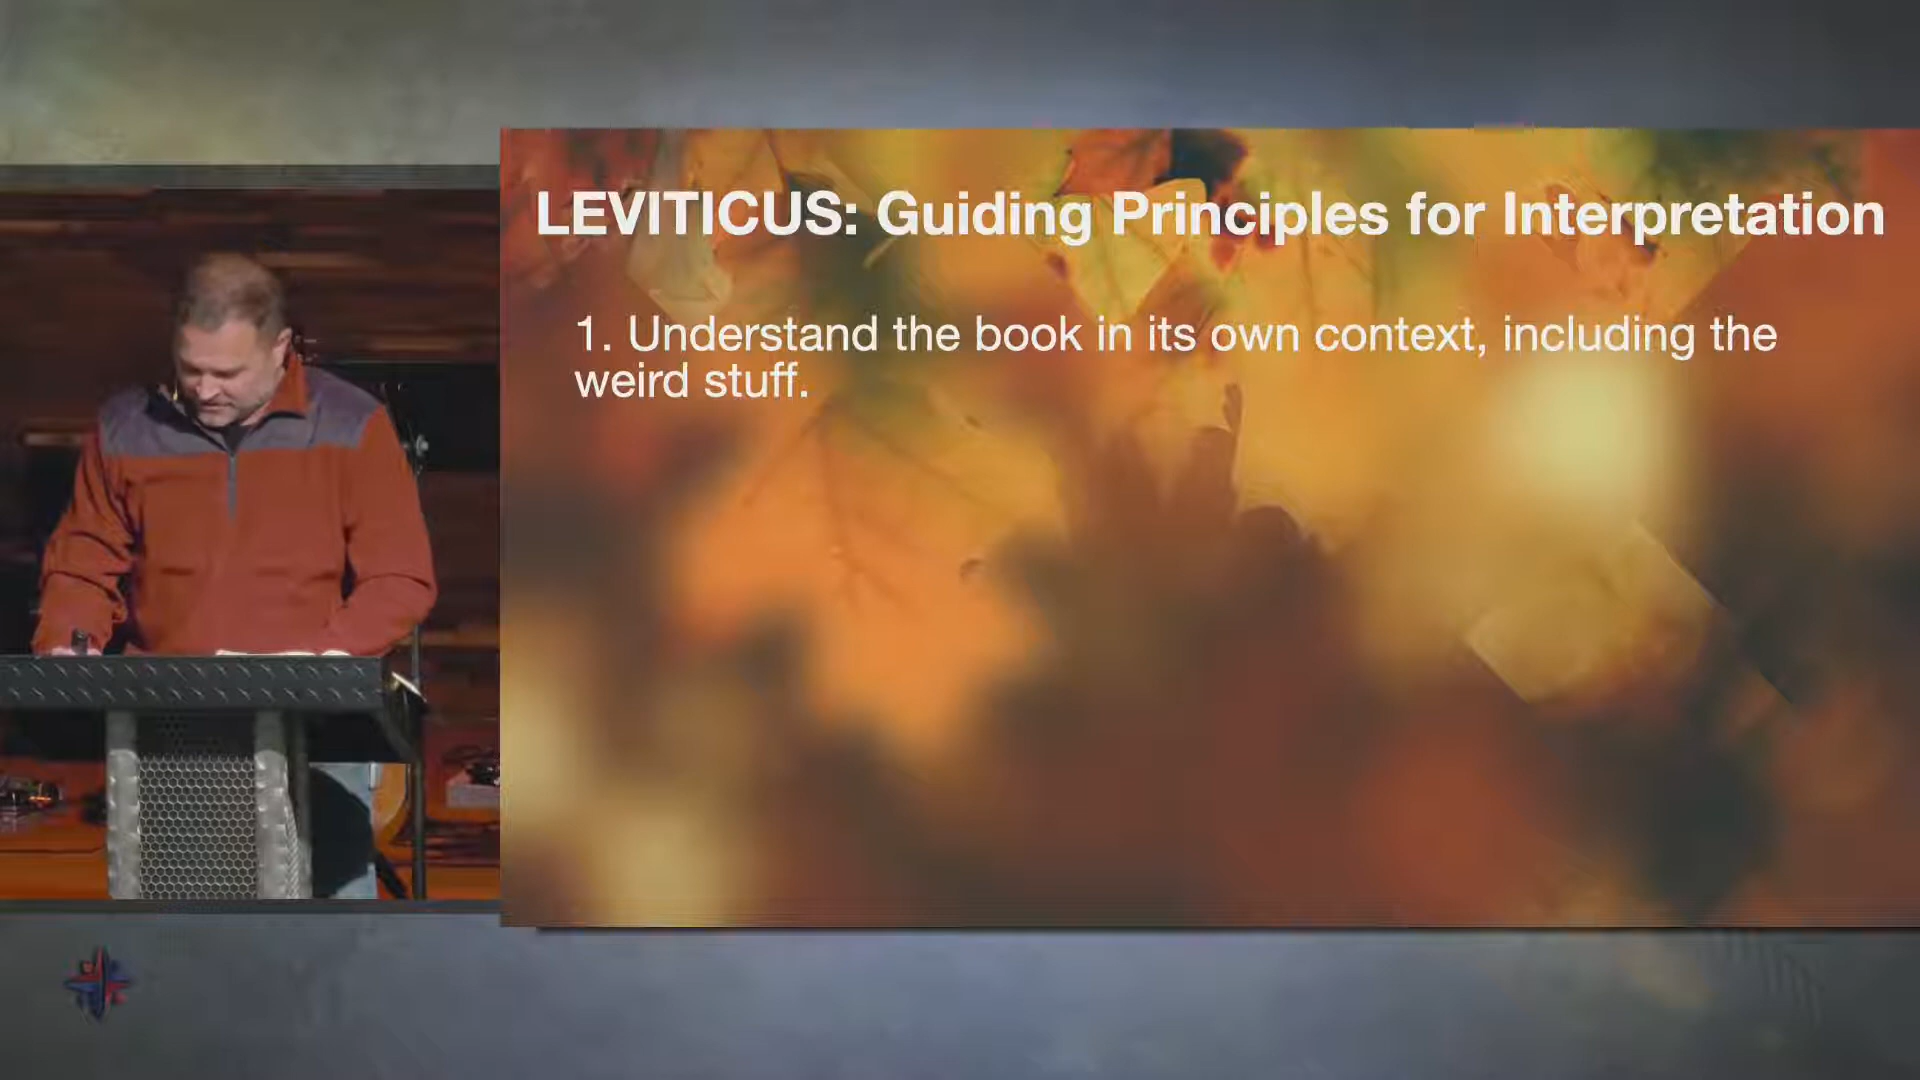 LEVITICUS: Guiding Principles for Interpretation
1. Understand the book in its own context, including the
weird stuff.